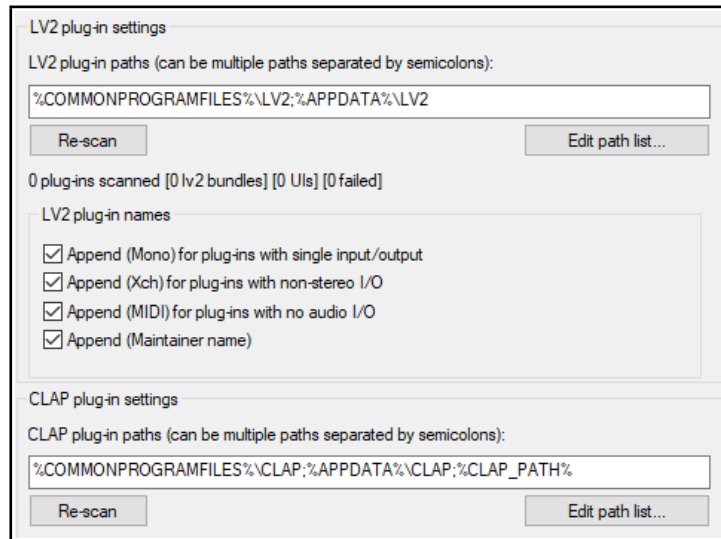 LV2 plug-in settings
LV2 plug-in paths (can be multiple paths separated by semicolons):
%COMMONPROGRAMFILES%\LV2;%APPDATA%\LV2
Re-scan Edit path list...
0 plug-ins scanned [0 lv2 bundles] [0 UIs] [0 failed]
LV2 plug-in names
Append (Mono) for plug-ins with single input/output
Append (Xch) for plug-ins with non-stereo I/O
Append (MIDI) for plug-ins with no audio I/O
Append (Maintainer name)
CLAP plug-in settings
CLAP plug-in paths (can be multiple paths separated by semicolons):
%COMMONPROGRAMFILES%\CLAP;%APPDATA%\CLAP;%CLAP_PATH%
Re-scan Edit path list...